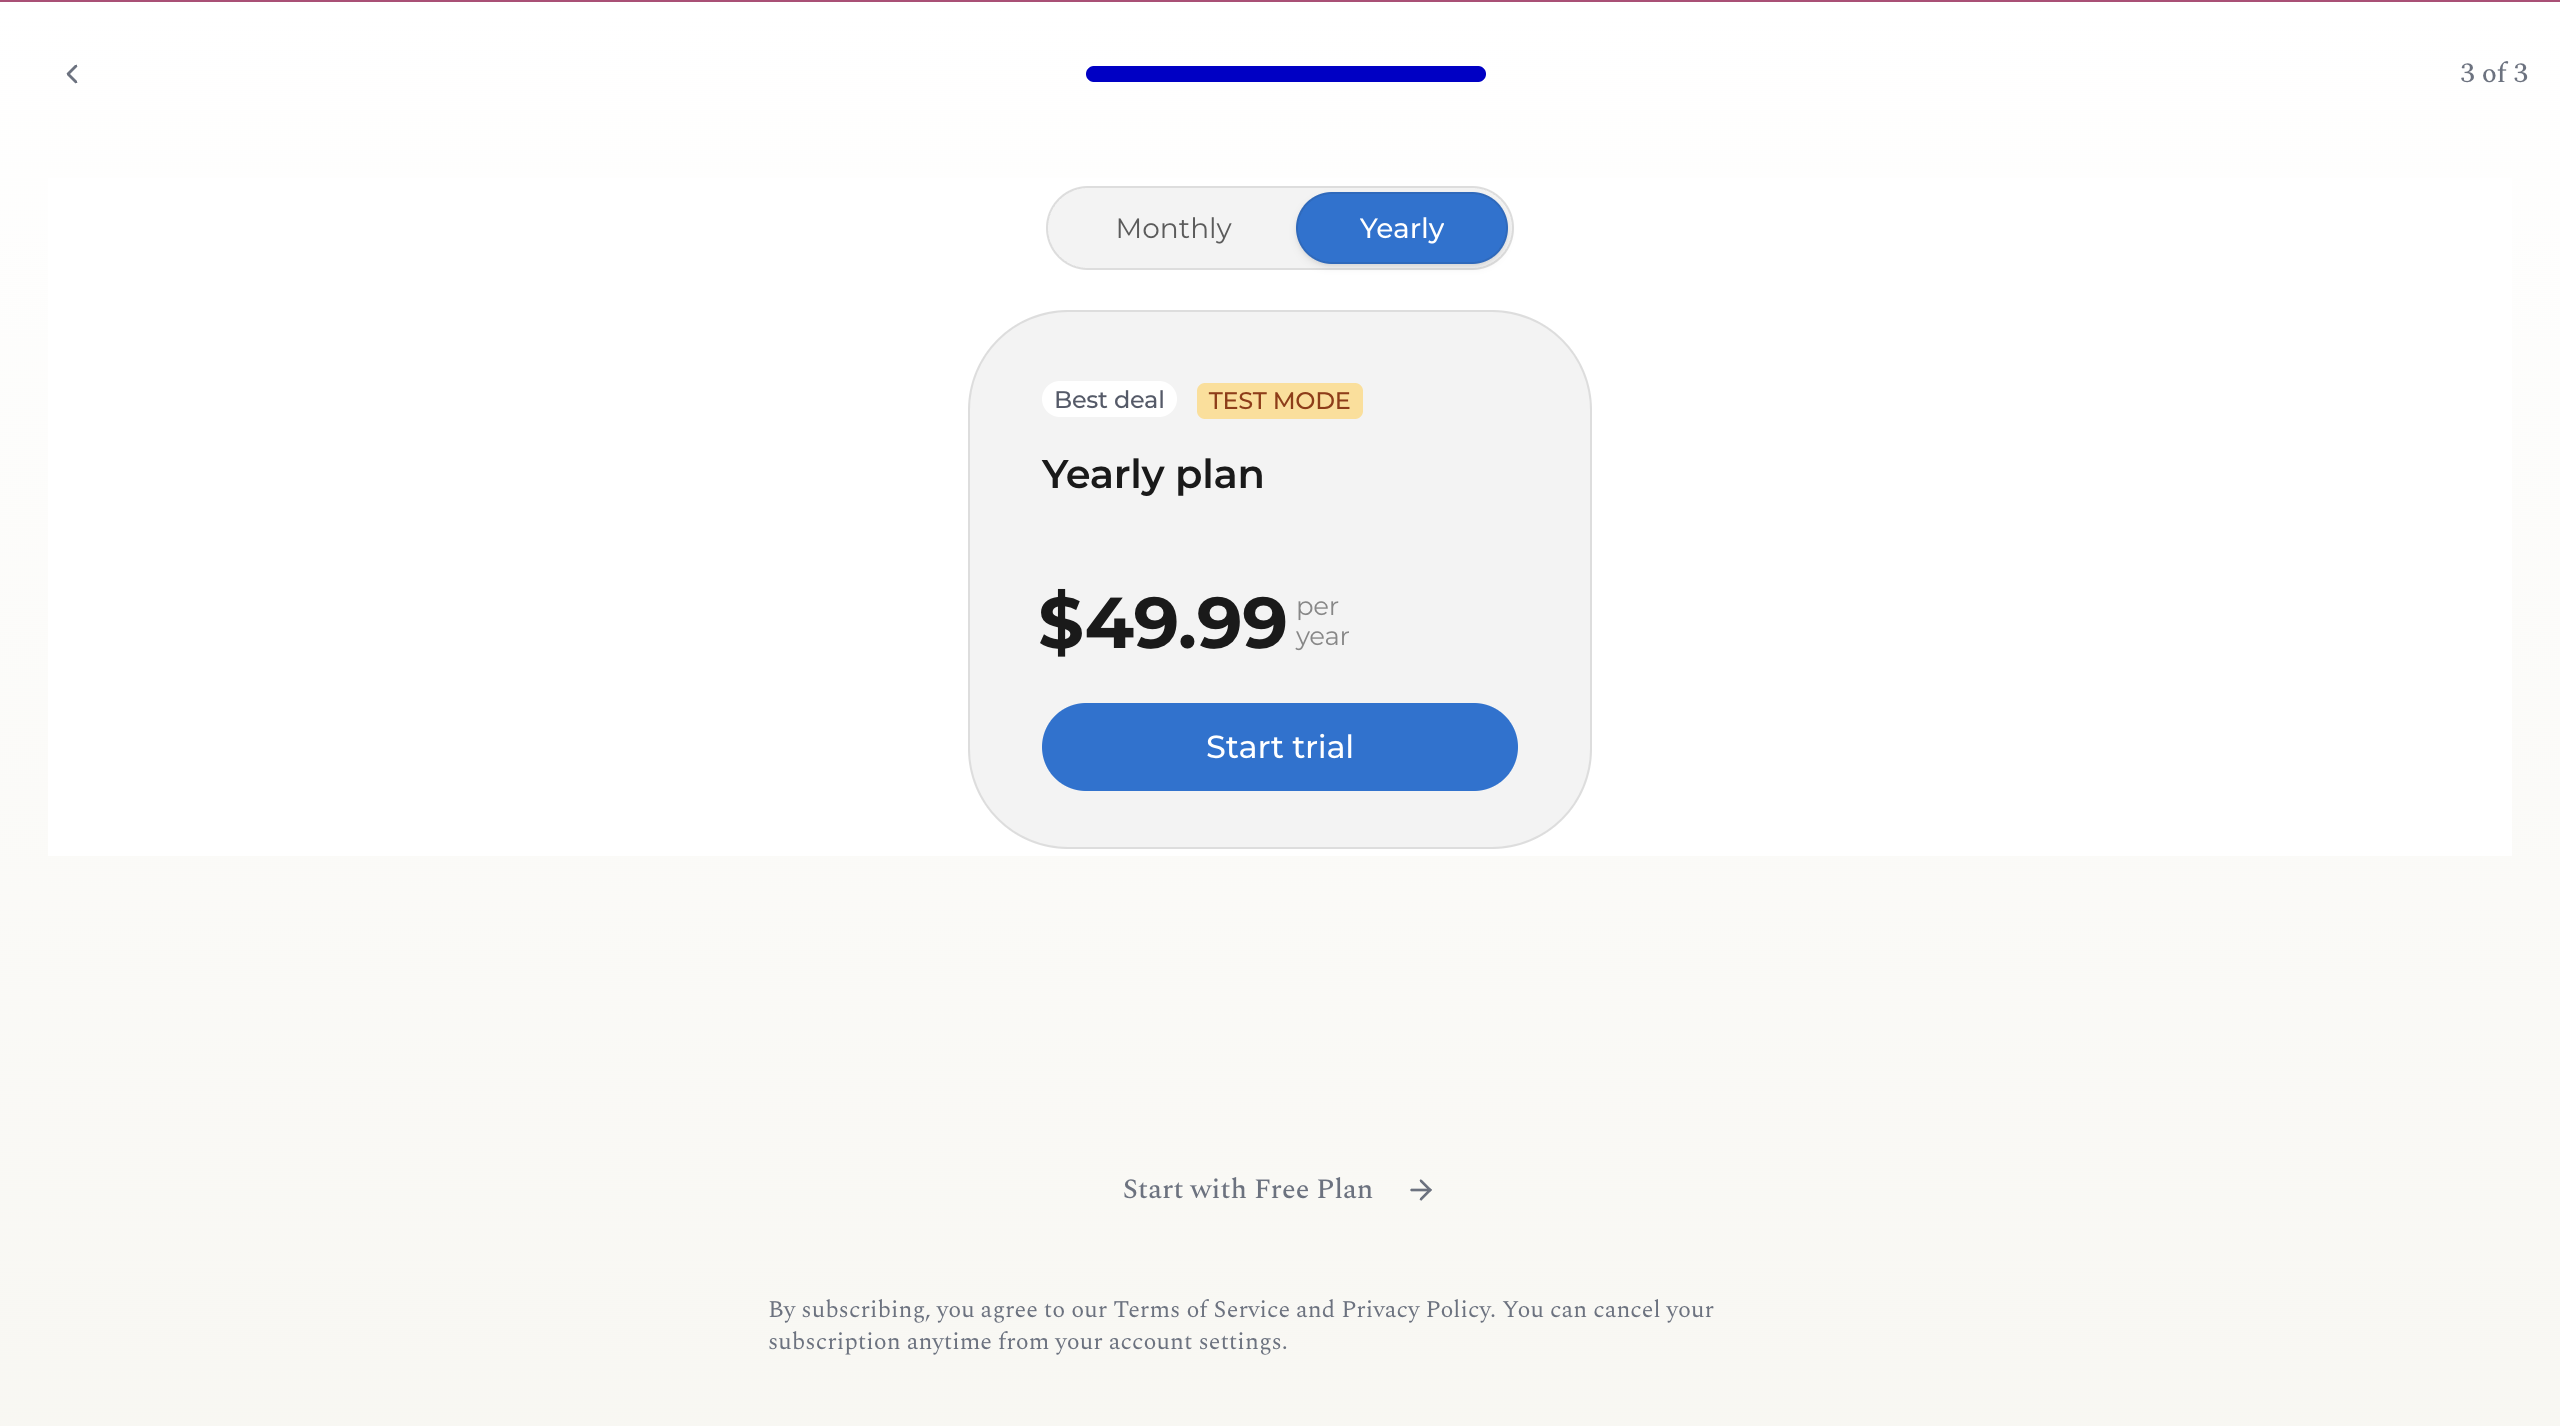 3 of 3
Monthly
Yearly
Best deal
TEST MODE
Yearly plan
$49.99
per
year
Start trial
Start with Free Plan
By subscribing, you agree to our Terms of Service and Privacy Policy. You can cancel your
subscription anytime from your account settings.